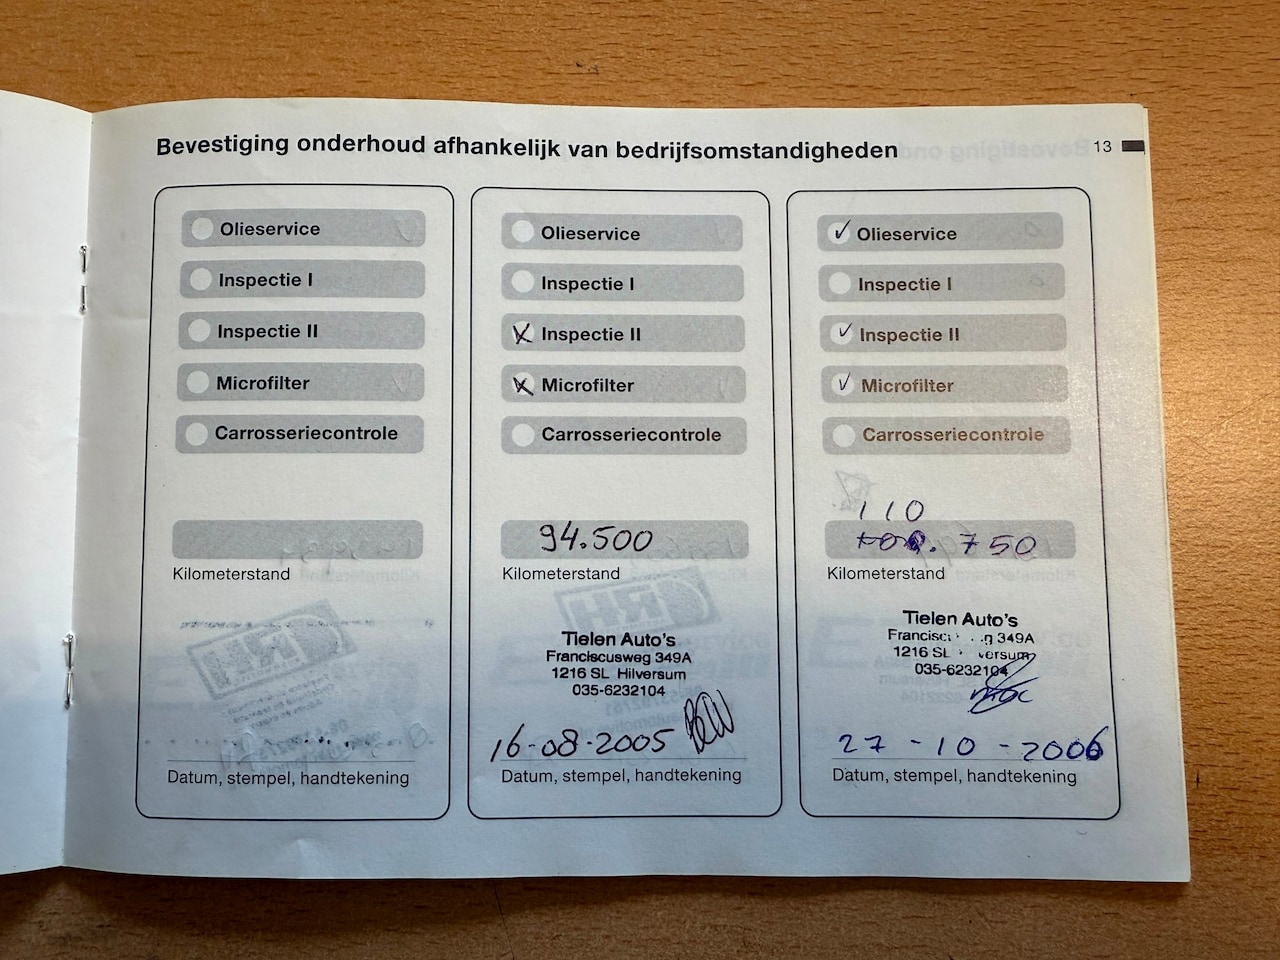 Bevestiging onderhoud afhankelijk van bedrijfsomstandigheden
13
Olieservice
Inspectie I
Inspectie II
Microfilter
Carrosseriecontrole
Kilometerstand
Datum, stempel, handtekening
Olieservice
Inspectie I
Inspectie II
Microfilter
Carrosseriecontrole
94.500
Kilometerstand
Tielen Auto's
Franciscusweg 349A
1216 SL Hilversum
035-6232104
16-08-2005
Datum, stempel, handtekening
Olieservice
Inspectie I
Inspectie II
Microfilter
Carrosseriecontrole
110
750
Kilometerstand
Tielen Auto's
349A
1216 SL
035-6232104
27-10-2006
Datum, stempel, handtekening